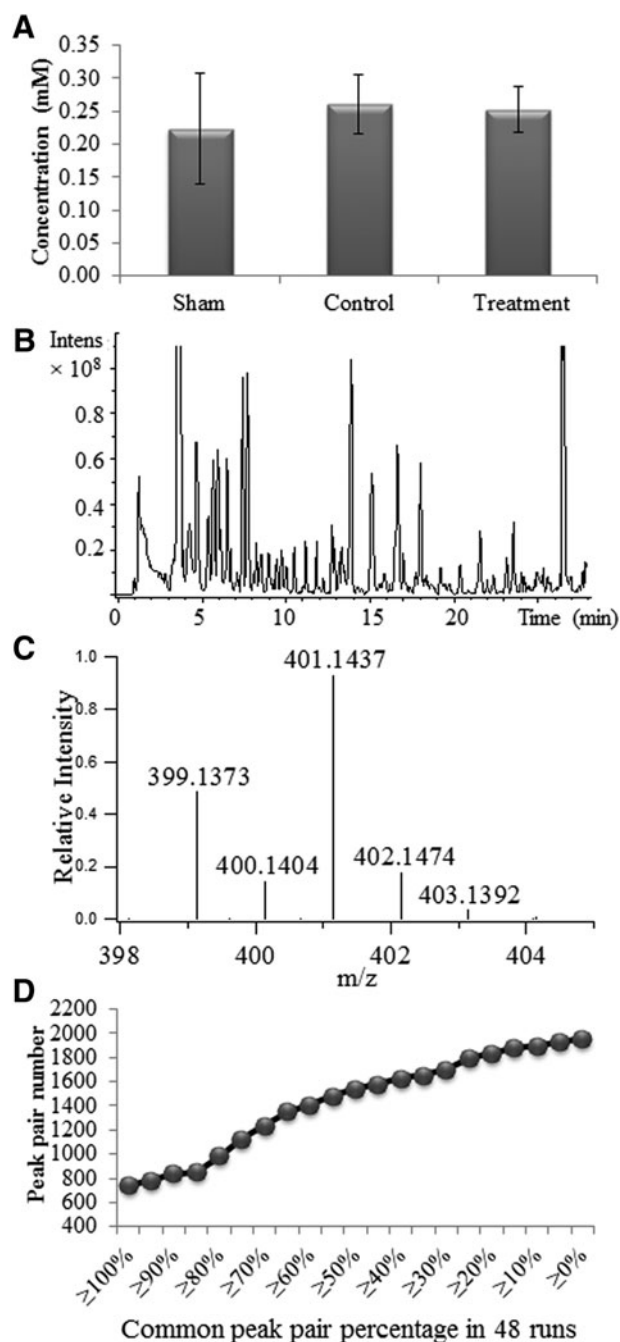 A
Concentration (mM)
0.35
0.30
0.25
0.20
0.15
0.10
0.05
0.00
Sham Control Treatment
B
Intens
× 10⁸
0.8
0.6
0.4
0.2
0 5 10 15 20 Time (min)
C
Relative Intensity
1.0
0.8
0.6
0.4
0.2
0.0
401.1437
399.1373
400.1404
402.1474
403.1392
398 400 402 404
m/z
D
Peak pair number
2200
2000
1800
1600
1400
1200
1000
800
600
400
≥100% ≥90% ≥80% ≥70% ≥60% ≥50% ≥40% ≥30% ≥20% ≥10% ≥0%
Common peak pair percentage in 48 runs